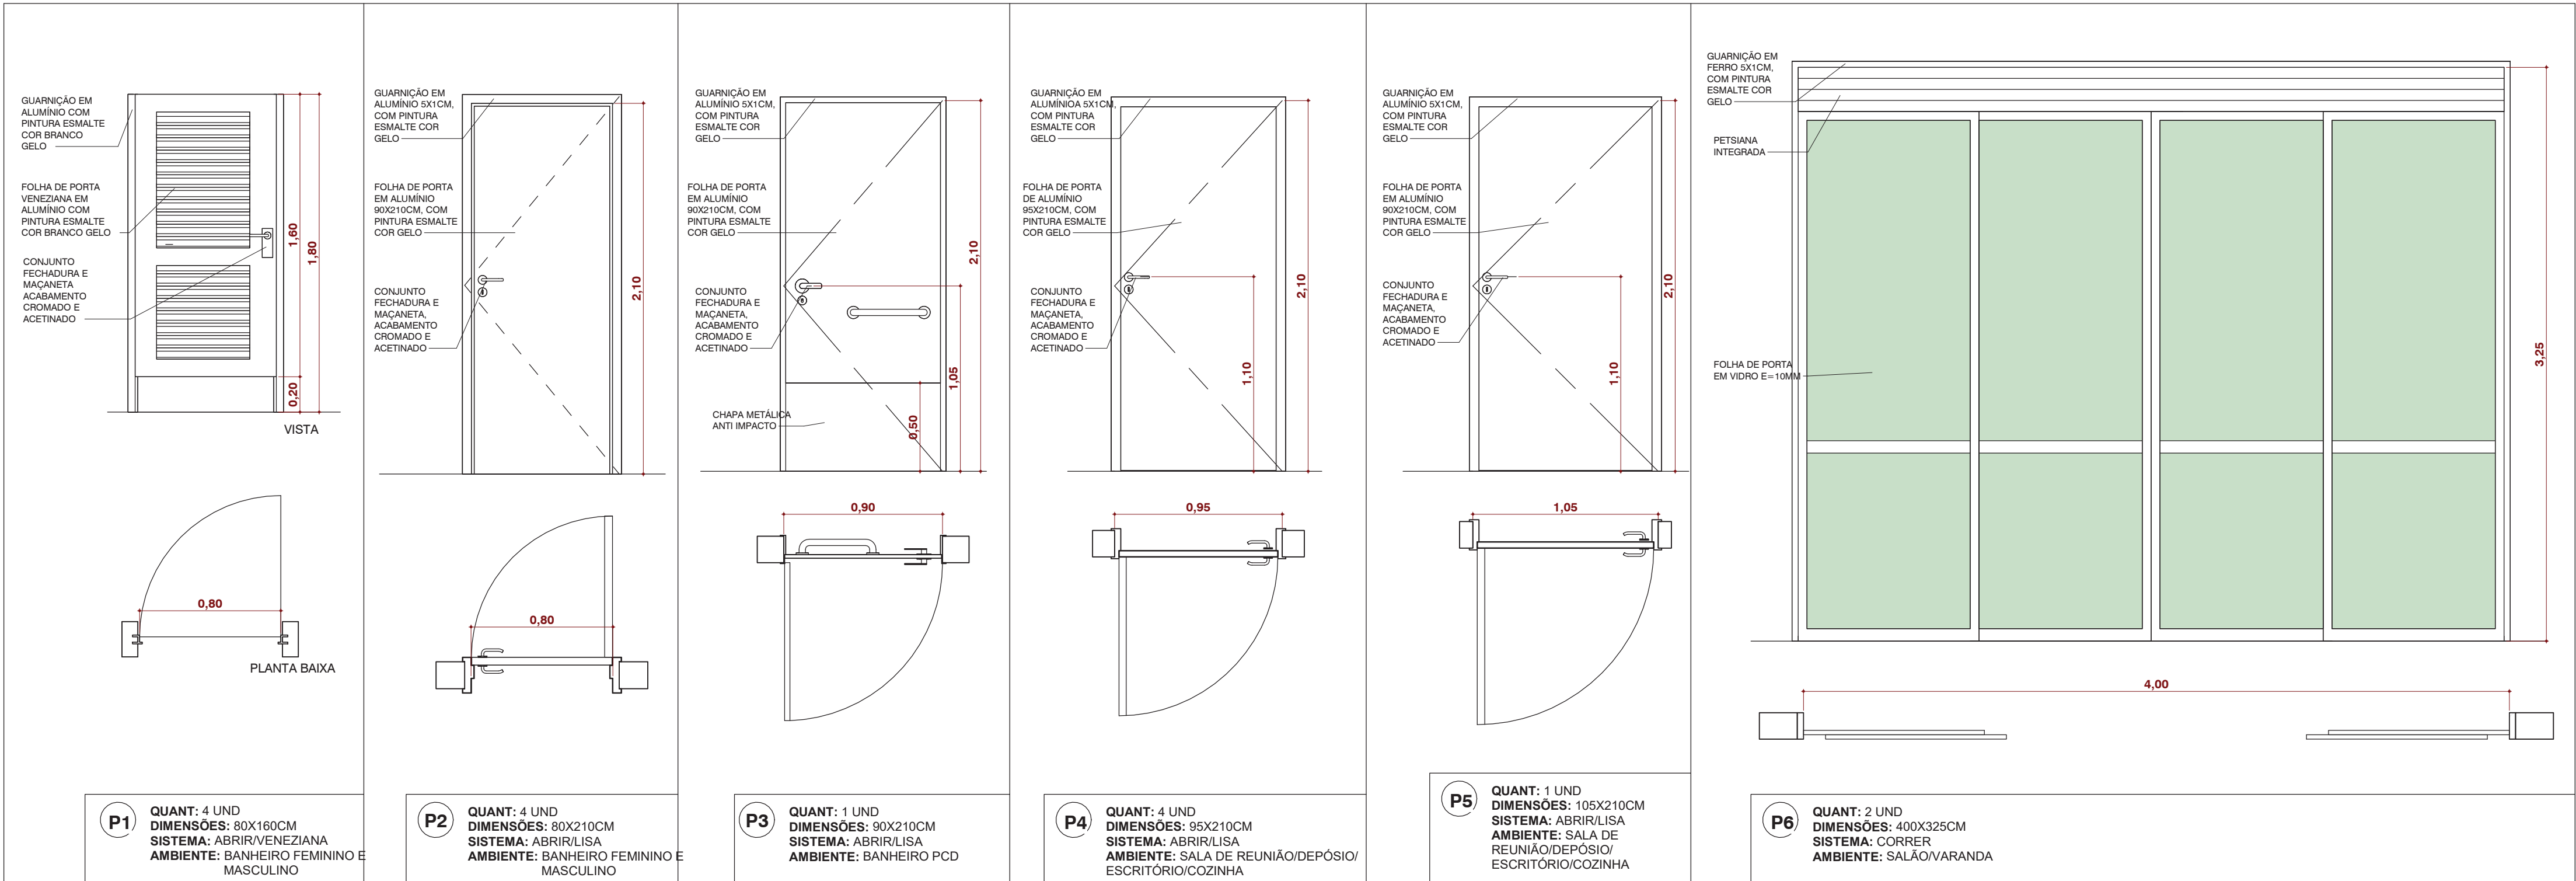 GUARNIÇÃO EM
ALUMÍNIO COM
PINTURA ESMALTE
COR BRANCO
GELO
FOLHA DE PORTA
VENEZIANA EM
ALUMÍNIO COM
PINTURA ESMALTE
COR BRANCO GELO
CONJUNTO
FECHADURA E
MAÇANETA
ACABAMENTO
CROMADO E
ACETINADO
1,60
1,80
0,20
VISTA
0,80
PLANTA BAIXA
P1
QUANT: 4 UND
DIMENSÕES: 80X160CM
SISTEMA: ABRIR/VENEZIANA
AMBIENTE: BANHEIRO FEMININO E
MASCULINO
GUARNIÇÃO EM
ALUMÍNIO 5X1CM,
COM PINTURA
ESMALTE COR
GELO
FOLHA DE PORTA
EM ALUMÍNIO
90X210CM, COM
PINTURA ESMALTE
COR GELO
CONJUNTO
FECHADURA E
MAÇANETA,
ACABAMENTO
CROMADO E
ACETINADO
2,10
0,80
P2
QUANT: 4 UND
DIMENSÕES: 80X210CM
SISTEMA: ABRIR/LISA
AMBIENTE: BANHEIRO FEMININO E
MASCULINO
GUARNIÇÃO EM
ALUMÍNIO 5X1CM,
COM PINTURA
ESMALTE COR
GELO
FOLHA DE PORTA
EM ALUMÍNIO
90X210CM, COM
PINTURA ESMALTE
COR GELO
CONJUNTO
FECHADURA E
MAÇANETA,
ACABAMENTO
CROMADO E
ACETINADO
CHAPA METÁLICA
ANTI IMPACTO
2,10
1,05
0,50
0,90
P3
QUANT: 1 UND
DIMENSÕES: 90X210CM
SISTEMA: ABRIR/LISA
AMBIENTE: BANHEIRO PCD
GUARNIÇÃO EM
ALUMÍNIOA 5X1CM,
COM PINTURA
ESMALTE COR
GELO
FOLHA DE PORTA
DE ALUMÍNIO
95X210CM, COM
PINTURA ESMALTE
COR GELO
CONJUNTO
FECHADURA E
MAÇANETA,
ACABAMENTO
CROMADO E
ACETINADO
2,10
1,10
0,95
P4
QUANT: 4 UND
DIMENSÕES: 95X210CM
SISTEMA: ABRIR/LISA
AMBIENTE: SALA DE REUNIÃO/DEPÓSIO/
ESCRITÓRIO/COZINHA
GUARNIÇÃO EM
ALUMÍNIO 5X1CM,
COM PINTURA
ESMALTE COR
GELO
FOLHA DE PORTA
EM ALUMÍNIO
90X210CM, COM
PINTURA ESMALTE
COR GELO
CONJUNTO
FECHADURA E
MAÇANETA,
ACABAMENTO
CROMADO E
ACETINADO
2,10
1,10
1,05
P5
QUANT: 1 UND
DIMENSÕES: 105X210CM
SISTEMA: ABRIR/LISA
AMBIENTE: SALA DE
REUNIÃO/DEPÓSIO/
ESCRITÓRIO/COZINHA
GUARNIÇÃO EM
FERRO 5X1CM,
COM PINTURA
ESMALTE COR
GELO
PETSIANA
INTEGRADA
FOLHA DE PORTA
EM VIDRO E=10MM
3,25
4,00
P6
QUANT: 2 UND
DIMENSÕES: 400X325CM
SISTEMA: CORRER
AMBIENTE: SALÃO/VARANDA